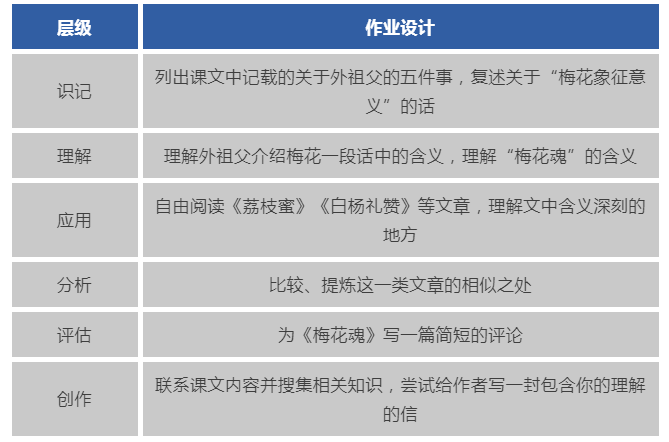 层级 作业设计
识记 列出课文中记载的关于外祖父的五件事，复述关于“梅花象征意
义”的话
理解 理解外祖父介绍梅花一段话中的含义，理解“梅花魂”的含义
应用 自由阅读《荔枝蜜》《白杨礼赞》等文章，理解文中含义深刻的
地方
分析 比较、提炼这一类文章的相似之处
评估 为《梅花魂》写一篇简短的评论
创作 联系课文内容并搜集相关知识，尝试给作者写一封包含你的理解
的信